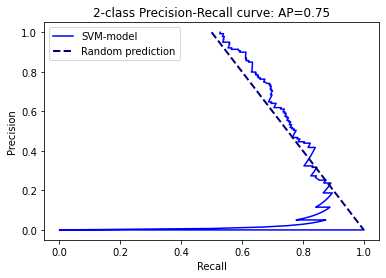 2-class Precision-Recall curve: AP=0.75
SVM-model
Random prediction
Precision
1.0
0.8
0.6
0.4
0.2
0.0
0.0 0.2 0.4 0.6 0.8 1.0
Recall